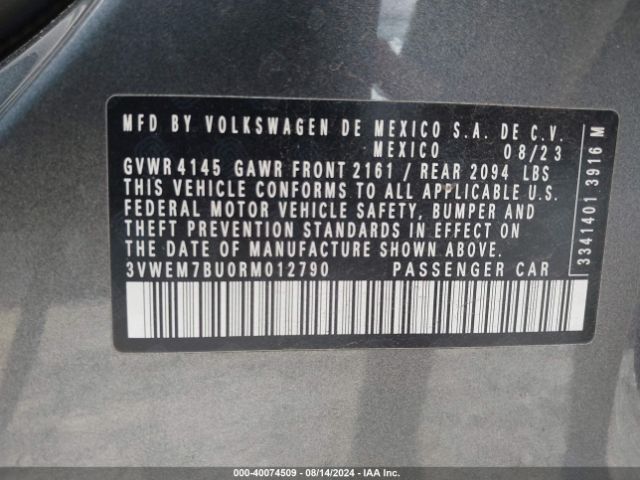 MFD BY VOLKSWAGEN DE MEXICO S.A. DE C.V.
MEXICO 08/23
GVWR 4145 GAWR FRONT 2161 / REAR 2094 LBS
THIS VEHICLE CONFORMS TO ALL APPLICABLE U.S.
FEDERAL MOTOR VEHICLE SAFETY, BUMPER AND
THEFT PREVENTION STANDARDS IN EFFECT ON
THE DATE OF MANUFACTURE SHOWN ABOVE.
3VWEM7BU0RM012790 PASSENGER CAR
3341401 3916 M
000-40074509 - 08/14/2024 - IAA Inc.